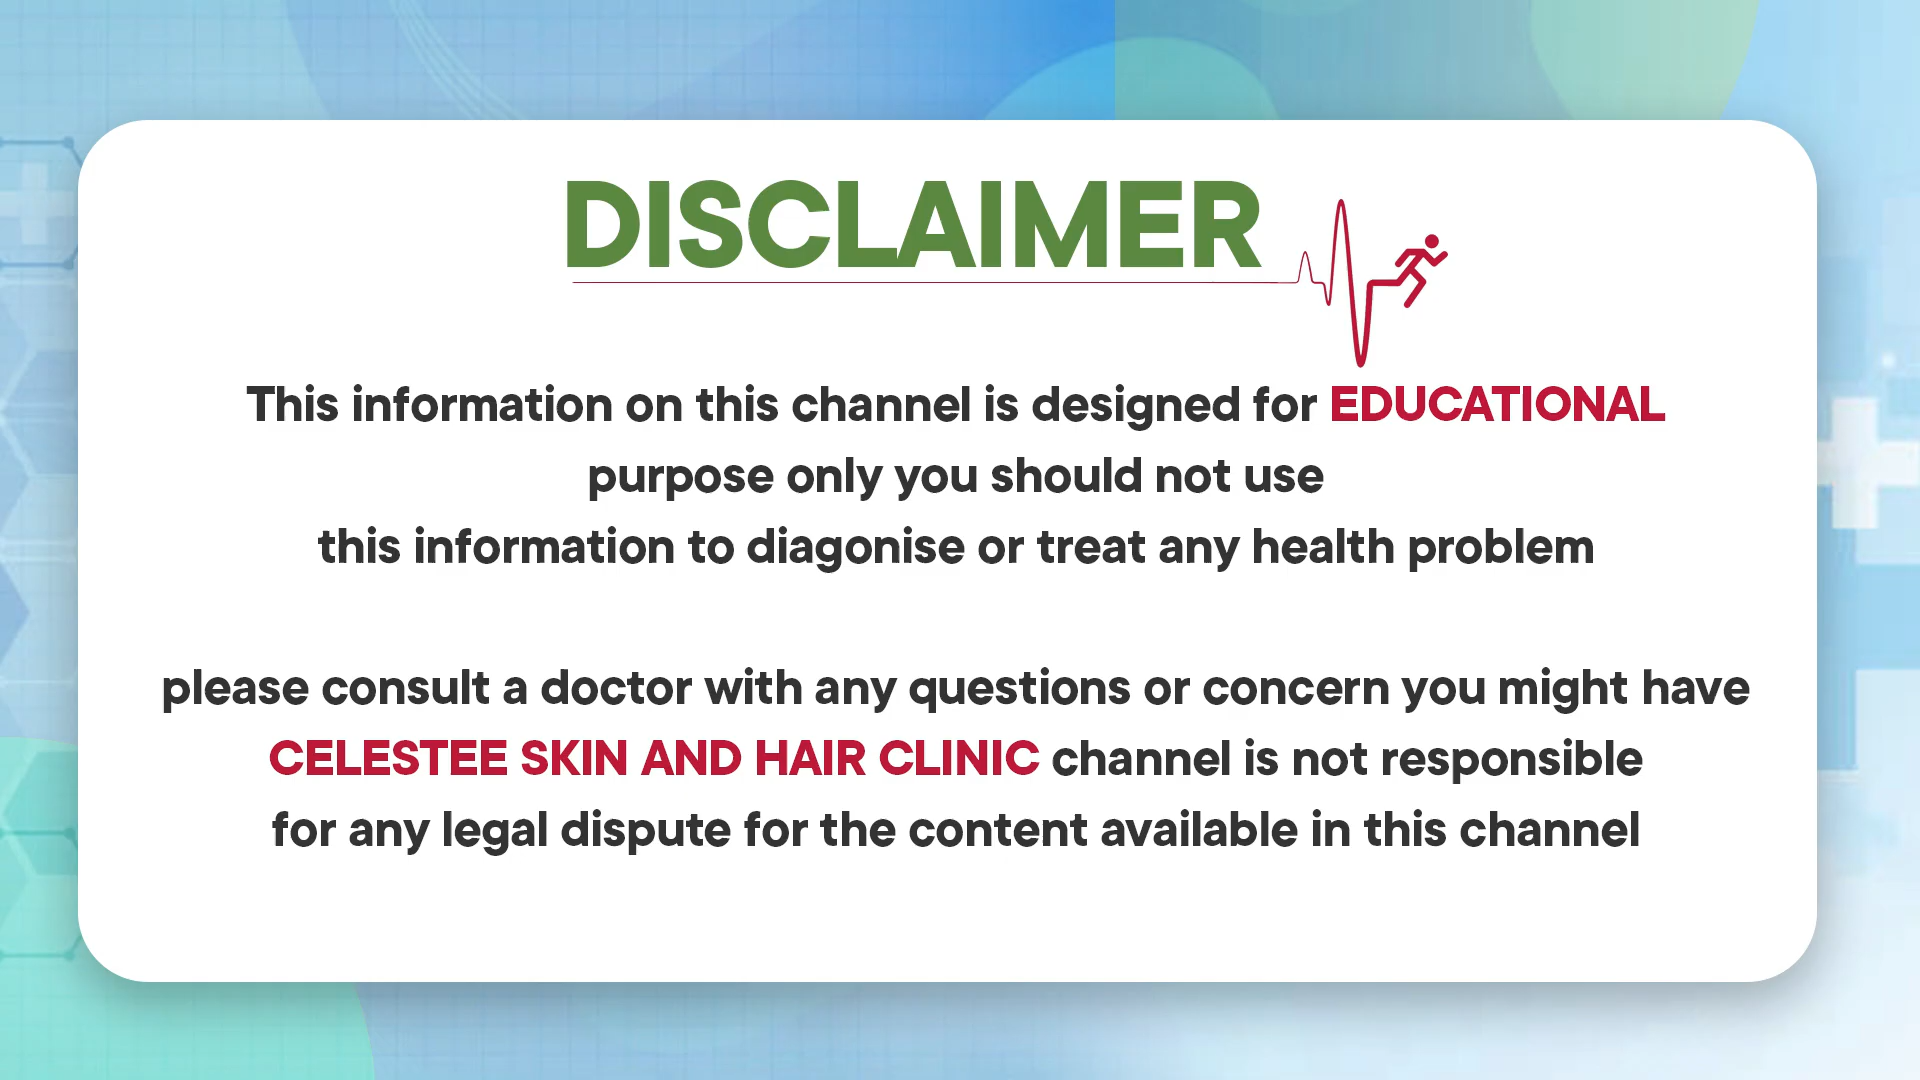 DISCLAIMER
This information on this channel is designed for EDUCATIONAL
purpose only you should not use
this information to diagonise or treat any health problem
please consult a doctor with any questions or concern you might have
CELESTEE SKIN AND HAIR CLINIC channel is not responsible
for any legal dispute for the content available in this channel